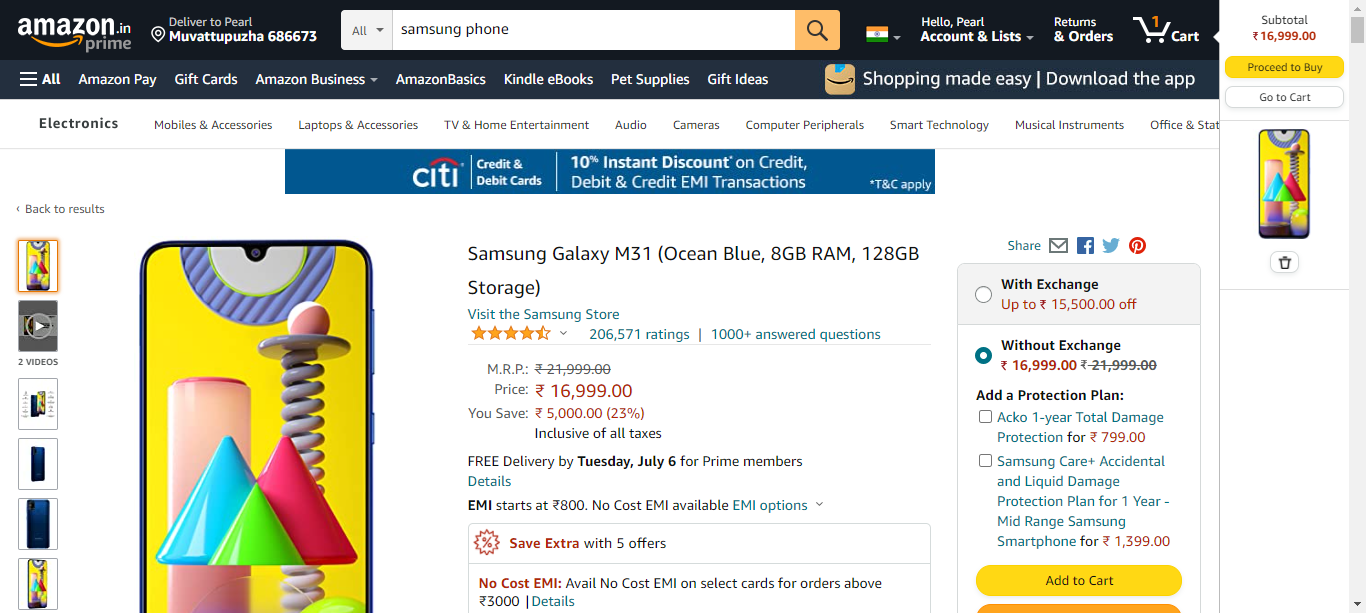 amazon.in
prime
Deliver to Pearl
Muvattupuzha 686673
All
samsung phone
Hello, Pearl
Account & Lists
Returns
& Orders
1
Cart
Subtotal
₹16,999.00
Proceed to Buy
Go to Cart
All
Amazon Pay
Gift Cards
Amazon Business
AmazonBasics
Kindle eBooks
Pet Supplies
Gift Ideas
Shopping made easy | Download the app
Electronics
Mobiles & Accessories
Laptops & Accessories
TV & Home Entertainment
Audio
Cameras
Computer Peripherals
Smart Technology
Musical Instruments
Office & Stat
citi
Credit &
Debit Cards
10% Instant Discount* on Credit,
Debit & Credit EMI Transactions
*T&C apply
‹ Back to results
2 VIDEOS
Samsung Galaxy M31 (Ocean Blue, 8GB RAM, 128GB
Storage)
Visit the Samsung Store
206,571 ratings | 1000+ answered questions
M.R.P.: ₹ 21,999.00
Price: ₹ 16,999.00
You Save: ₹ 5,000.00 (23%)
Inclusive of all taxes
FREE Delivery by Tuesday, July 6 for Prime members
Details
EMI starts at ₹800. No Cost EMI available EMI options
Save Extra with 5 offers
No Cost EMI: Avail No Cost EMI on select cards for orders above
₹3000 | Details
Share
With Exchange
Up to ₹ 15,500.00 off
Without Exchange
₹ 16,999.00 ₹ 21,999.00
Add a Protection Plan:
Acko 1-year Total Damage
Protection for ₹ 799.00
Samsung Care+ Accidental
and Liquid Damage
Protection Plan for 1 Year -
Mid Range Samsung
Smartphone for ₹ 1,399.00
Add to Cart